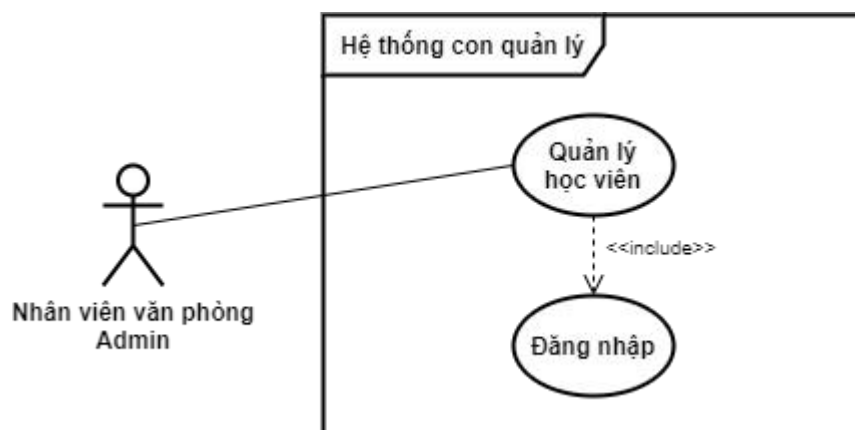 Hệ thống con quản lý
Quản lý
học viên
<<include>>
Nhân viên văn phòng
Admin
Đăng nhập